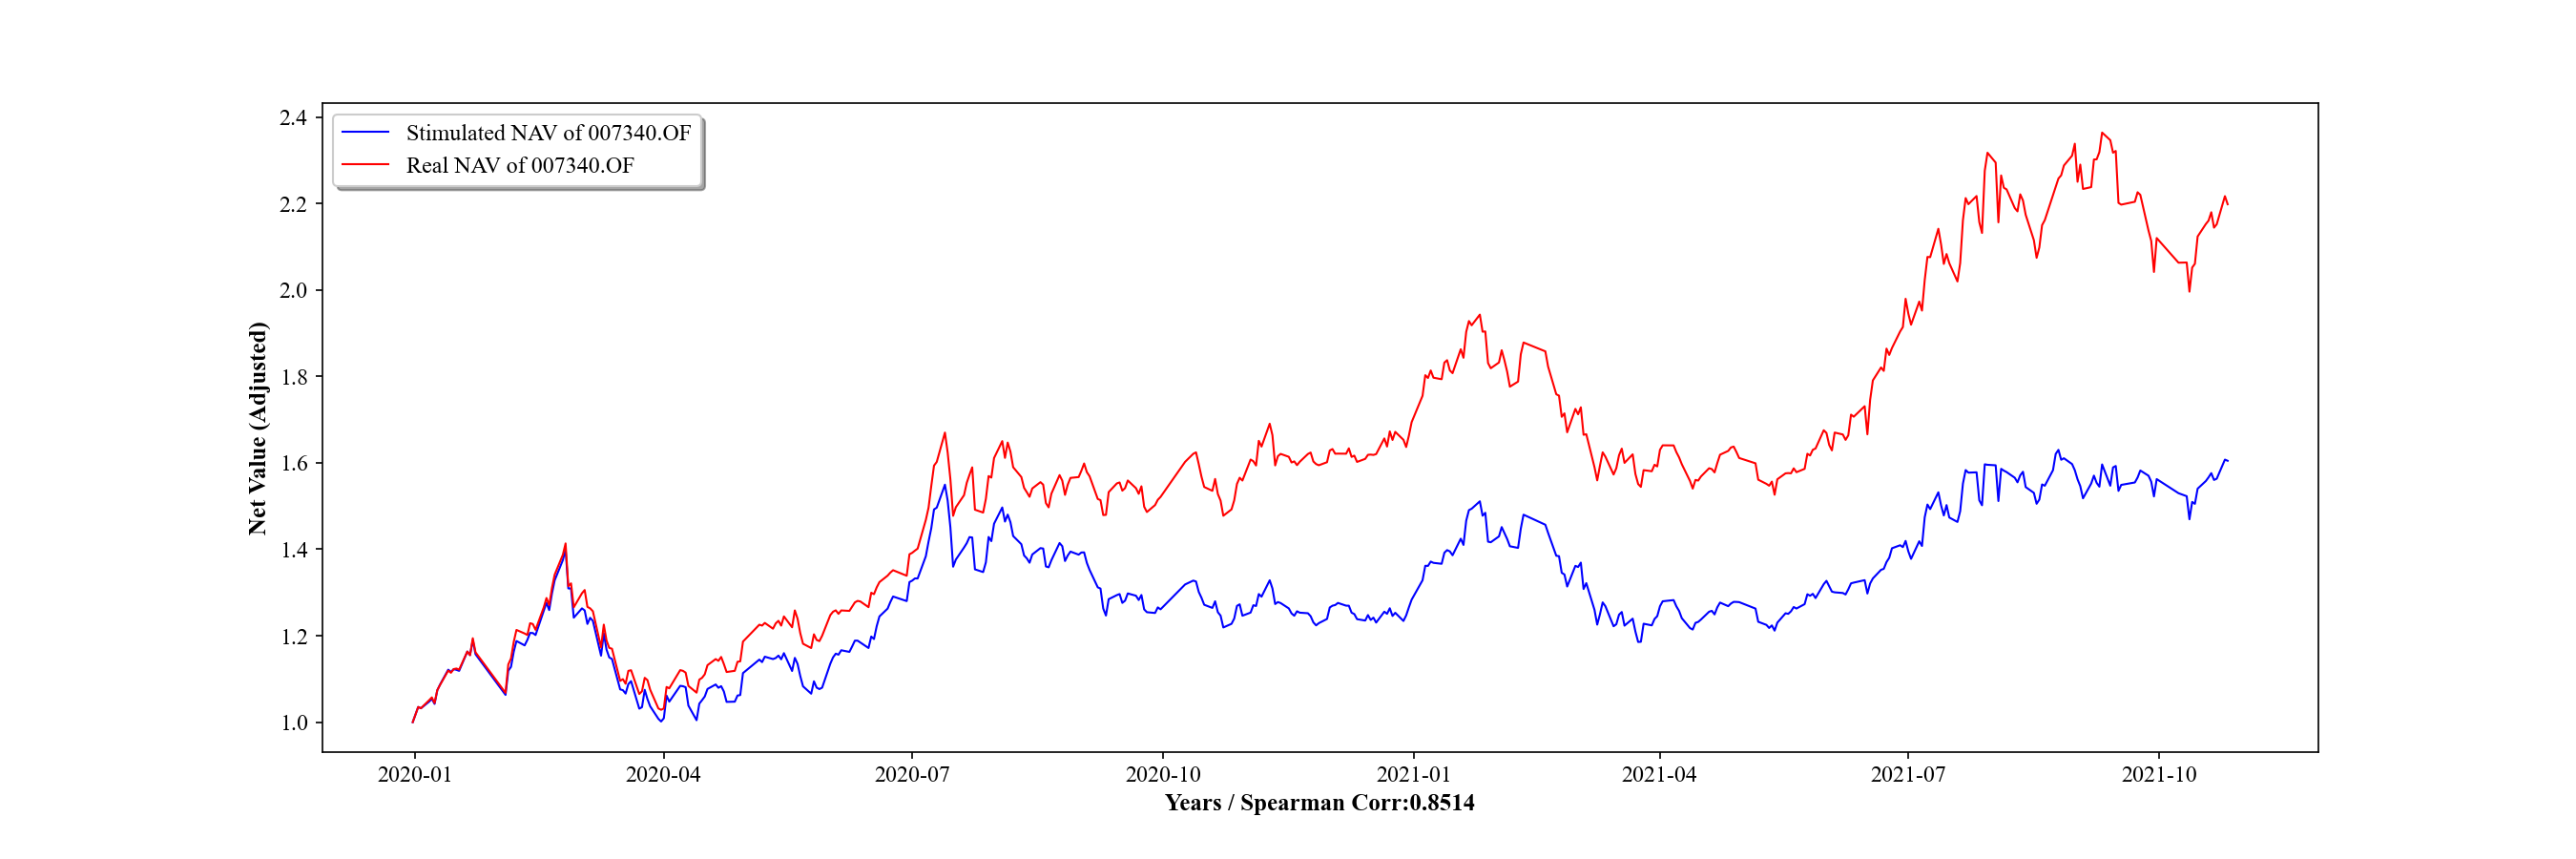 Stimulated NAV of 007340.OF
Real NAV of 007340.OF
Net Value (Adjusted)
2.4
2.2
2.0
1.8
1.6
1.4
1.2
1.0
2020-01 2020-04 2020-07 2020-10 2021-01 2021-04 2021-07 2021-10
Years / Spearman Corr:0.8514